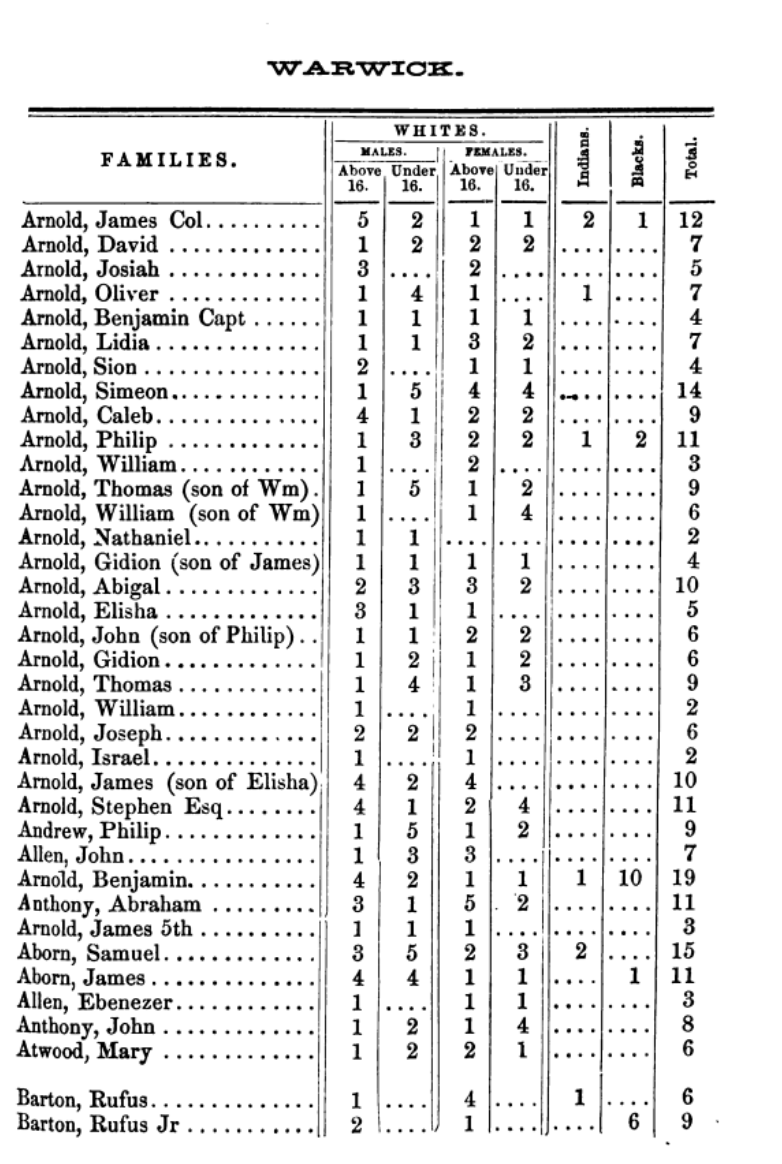 WARWICK.
FAMILIES. WHITES. Indians. Blacks. Total.
MALES. FEMALES.
Above 16. Under 16. Above 16. Under 16.
Arnold, James Col.......... 5 2 1 1 2 1 12
Arnold, David ............. 1 2 2 2 .... .... 7
Arnold, Josiah ............. 3 .... 2 .... .... .... 5
Arnold, Oliver ............. 1 4 1 .... 1 .... 7
Arnold, Benjamin Capt ...... 1 1 1 1 .... .... 4
Arnold, Lidia .............. 1 1 3 2 .... .... 7
Arnold, Sion ............... 2 .... 1 1 .... .... 4
Arnold, Simeon............. 1 5 4 4 .... .... 14
Arnold, Caleb.............. 4 1 2 2 .... .... 9
Arnold, Philip ............. 1 3 2 2 1 2 11
Arnold, William............ 1 .... 2 .... .... .... 3
Arnold, Thomas (son of Wm). 1 5 1 2 .... .... 9
Arnold, William (son of Wm) 1 .... 1 4 .... .... 6
Arnold, Nathaniel........... 1 1 .... .... .... .... 2
Arnold, Gidion (son of James) 1 1 1 1 .... .... 4
Arnold, Abigal............. 2 3 3 2 .... .... 10
Arnold, Elisha ............. 3 1 1 .... .... .... 5
Arnold, John (son of Philip) .. 1 1 2 2 .... .... 6
Arnold, Gidion............. 1 2 1 2 .... .... 6
Arnold, Thomas ............ 1 4 1 3 .... .... 9
Arnold, William............ 1 .... 1 .... .... .... 2
Arnold, Joseph............. 2 2 2 .... .... .... 6
Arnold, Israel.............. 1 .... 1 .... .... .... 2
Arnold, James (son of Elisha) 4 2 4 .... .... .... 10
Arnold, Stephen Esq........ 4 1 2 4 .... .... 11
Andrew, Philip............. 1 5 1 2 .... .... 9
Allen, John................ 1 3 3 .... .... .... 7
Arnold, Benjamin........... 4 2 1 1 1 10 19
Anthony, Abraham ......... 3 1 5 2 .... .... 11
Arnold, James 5th .......... 1 1 1 .... .... .... 3
Aborn, Samuel............. 3 5 2 3 2 .... 15
Aborn, James .............. 4 4 1 1 .... 1 11
Allen, Ebenezer............ 1 .... 1 1 .... .... 3
Anthony, John ............. 1 2 1 4 .... .... 8
Atwood, Mary ............. 1 2 2 1 .... .... 6
Barton, Rufus.............. 1 .... 4 .... 1 .... 6
Barton, Rufus Jr ........... 2 .... 1 .... .... 6 9